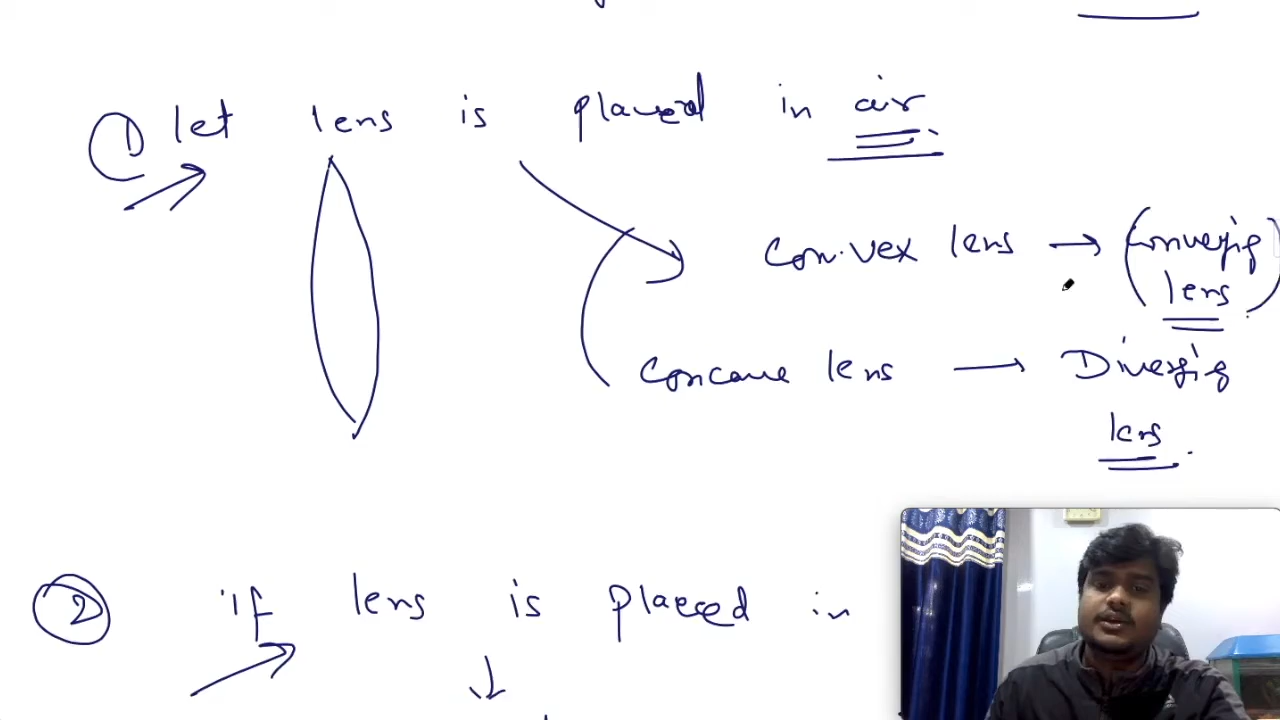 ① let lens is placed in air
Convex lens → (Converging
lens)
Concave lens → Diverging
lens
② if lens is placed in